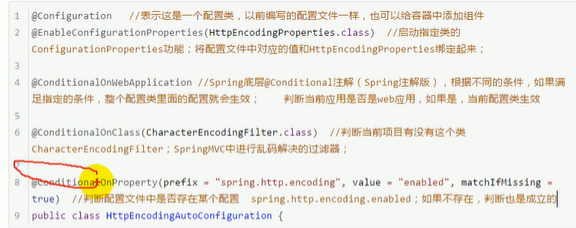 1 @Configuration //表示这是一个配置类，以前编写的配置文件一样，也可以给容器中添加组件
2 @EnableConfigurationProperties(HttpEncodingProperties.class) //启动指定类的
ConfigurationProperties功能；将配置文件中对应的值和HttpEncodingProperties绑定起来；
3
4 @ConditionalOnWebApplication //Spring底层@Conditional注解（Spring注解版），根据不同的条件，如果满
足指定的条件，整个配置类里面的配置就会生效； 判断当前应用是否是web应用，如果是，当前配置类生效
5
6 @ConditionalOnClass(CharacterEncodingFilter.class) //判断当前项目有没有这个类
CharacterEncodingFilter；SpringMVC中进行乱码解决的过滤器；
7
8 @ConditionalOnProperty(prefix = "spring.http.encoding", value = "enabled", matchIfMissing =
true) //判断配置文件中是否存在某个配置 spring.http.encoding.enabled；如果不存在，判断也是成立的
9 public class HttpEncodingAutoConfiguration {